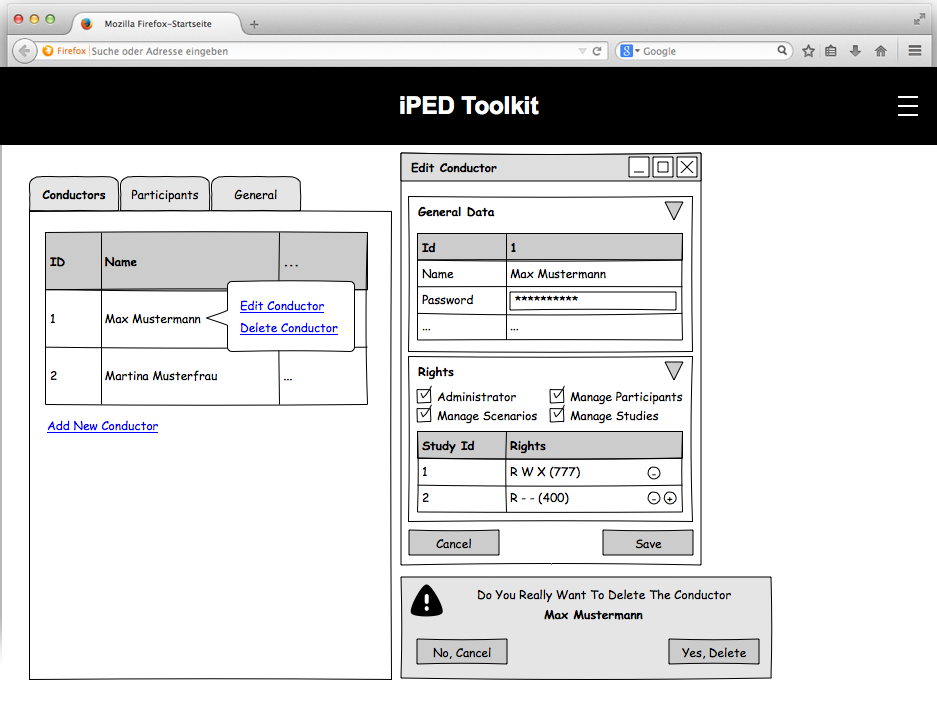 Mozilla Firefox-Startseite
Firefox Suche oder Adresse eingeben
8 Google
iPED Toolkit
Conductors Participants General
ID Name ...
1 Max Mustermann
Edit Conductor
Delete Conductor
2 Martina Musterfrau ...
Add New Conductor
Edit Conductor
General Data
Id 1
Name Max Mustermann
Password **********
... ...
Rights
Administrator Manage Participants
Manage Scenarios Manage Studies
Study Id Rights
1 R W X (777) -
2 R - - (400) - +
Cancel Save
! Do You Really Want To Delete The Conductor
Max Mustermann
No, Cancel Yes, Delete